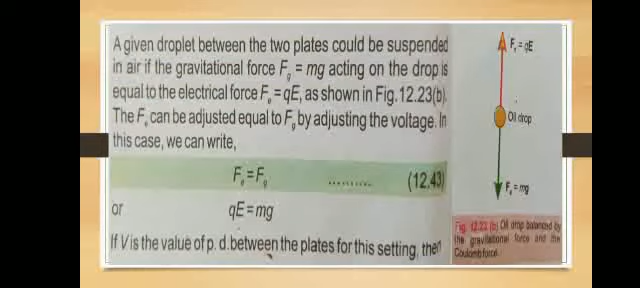 A given droplet between the two plates could be suspended
in air if the gravitational force Fg = mg acting on the drop is
equal to the electrical force Fe = qE, as shown in Fig. 12.23(b).
The Fe can be adjusted equal to Fg by adjusting the voltage. In
this case, we can write,
Fe = Fg .......... (12.43)
or qE = mg
If V is the value of p. d. between the plates for this setting, then
Fe = qE
Oil drop
Fg = mg
Fig. 12.23 (b) Oil drop balanced by
the gravitational force and the
Coulomb force.